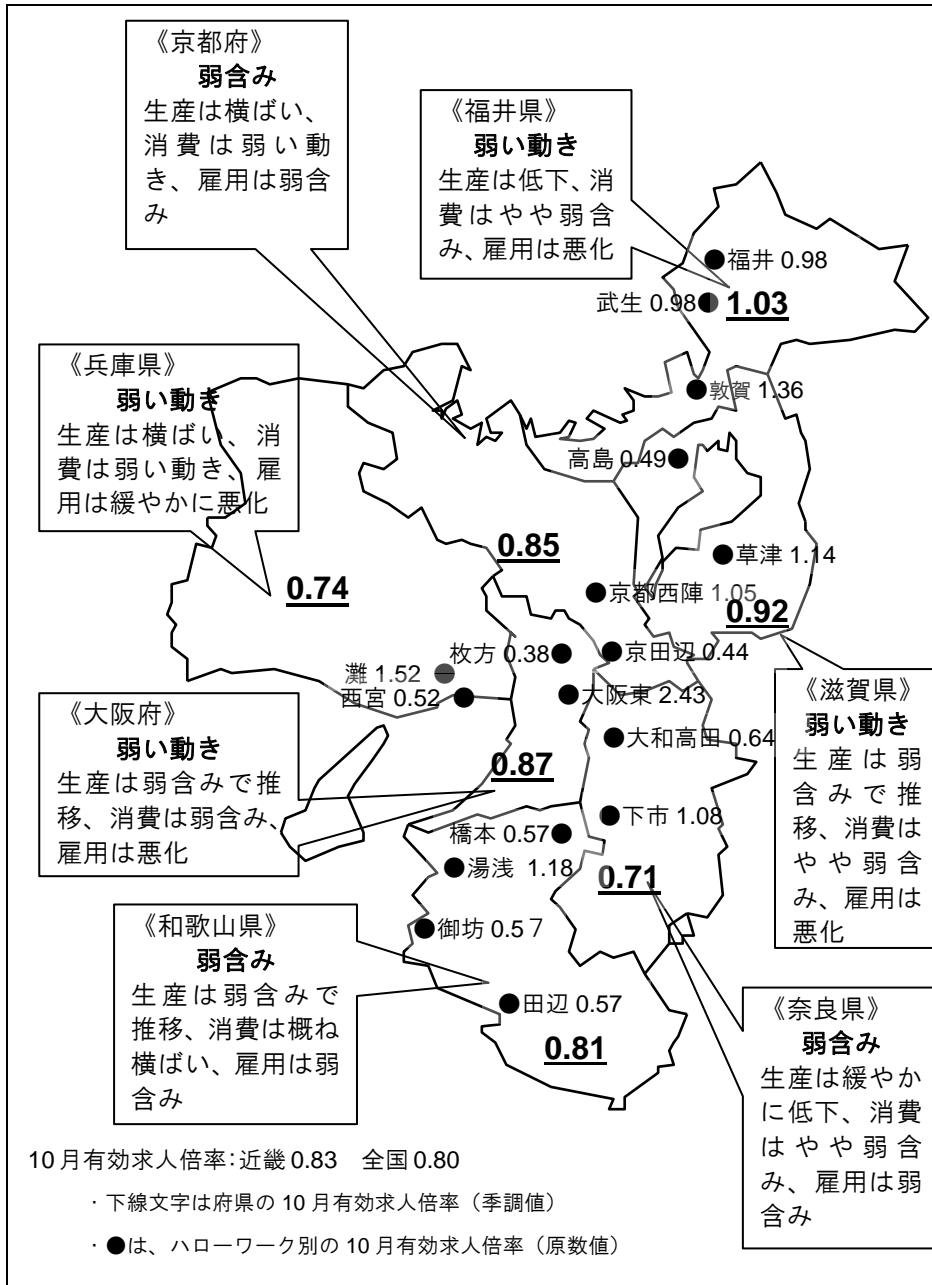 《京都府》
弱含み
生産は横ばい、
消費は弱い動
き、雇用は弱含
み
《福井県》
弱い動き
生産は低下、消
費はやや弱含
み、雇用は悪化
福井 0.98
武生 0.98
1.03
敦賀 1.36
《兵庫県》
弱い動き
生産は横ばい、消
費は弱い動き、雇
用は緩やかに悪化
高島 0.49
0.85
草津 1.14
0.74
京都西陣 1.05
0.92
枚方 0.38
京田辺 0.44
灘 1.52
西宮 0.52
大阪東 2.43
《滋賀県》
弱い動き
生産は弱
含みで推
移、消費は
やや弱含
み、雇用は
悪化
《大阪府》
弱い動き
生産は弱含みで推
移、消費は弱含み、
雇用は悪化
大和高田 0.64
0.87
下市 1.08
橋本 0.57
湯浅 1.18
0.71
御坊 0.5７
《和歌山県》
弱含み
生産は弱含みで
推移、消費は概ね
横ばい、雇用は弱
含み
田辺 0.57
0.81
《奈良県》
弱含み
生産は緩やか
に低下、消費
はやや弱含
み、雇用は弱
含み
10 月有効求人倍率：近畿 0.83　全国 0.80
・下線文字は府県の 10 月有効求人倍率（季調値）
・●は、ハローワーク別の 10 月有効求人倍率（原数値）